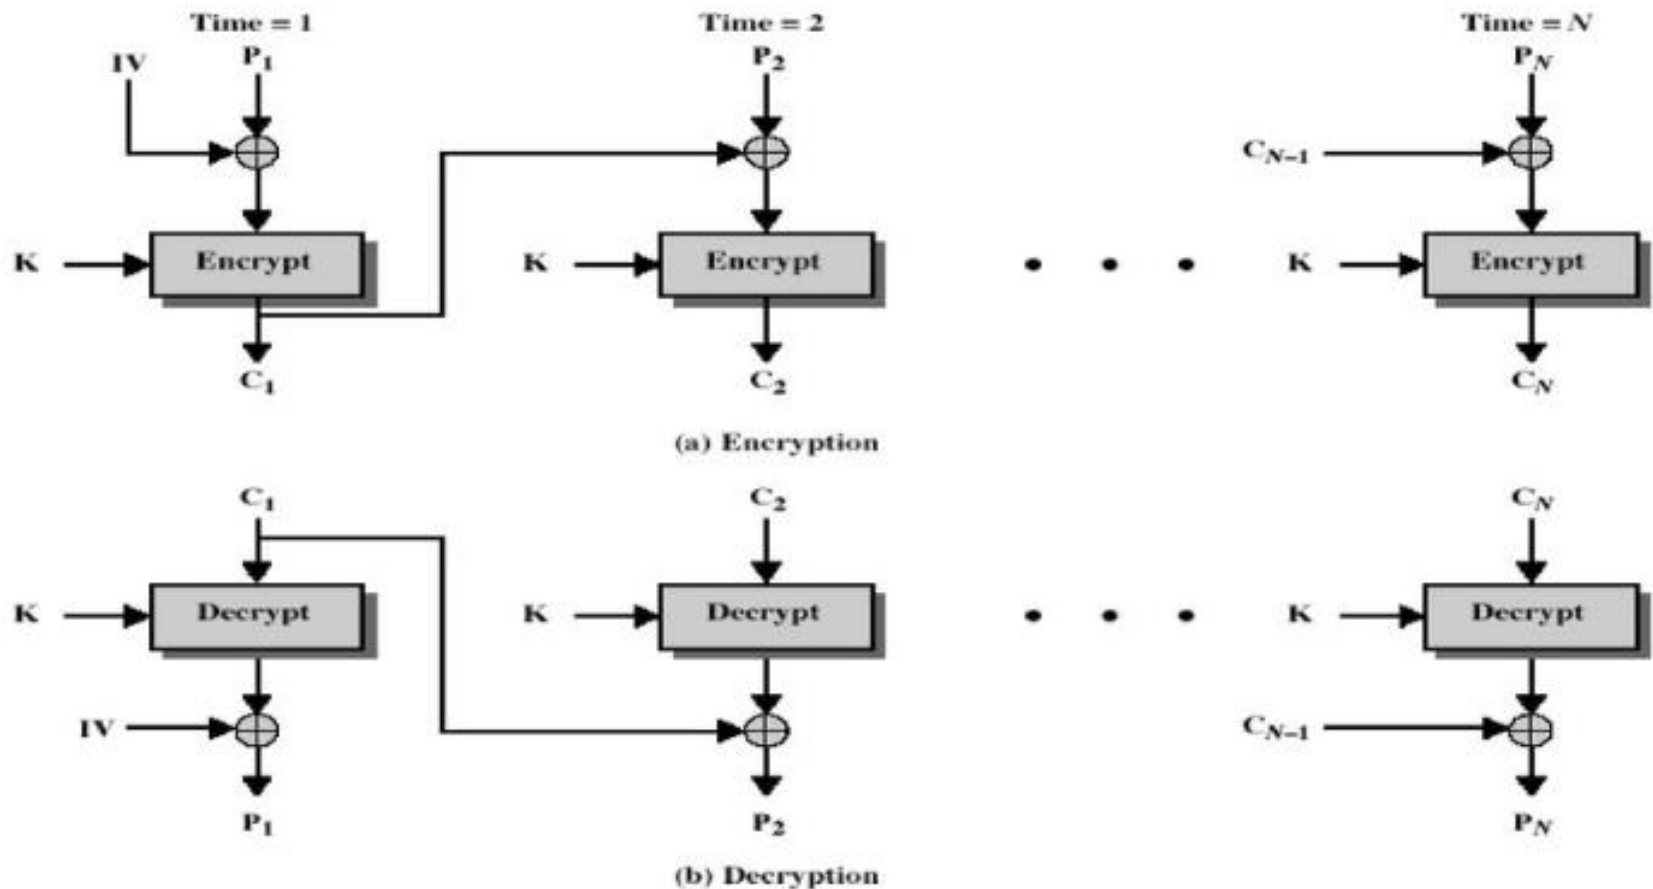 Time = 1 Time = 2 Time = N
IV P1 P2 PN
CN−1
K Encrypt K Encrypt K Encrypt
C1 C2 CN
(a) Encryption
C1 C2 CN
K Decrypt K Decrypt K Decrypt
IV CN−1
P1 P2 PN
(b) Decryption